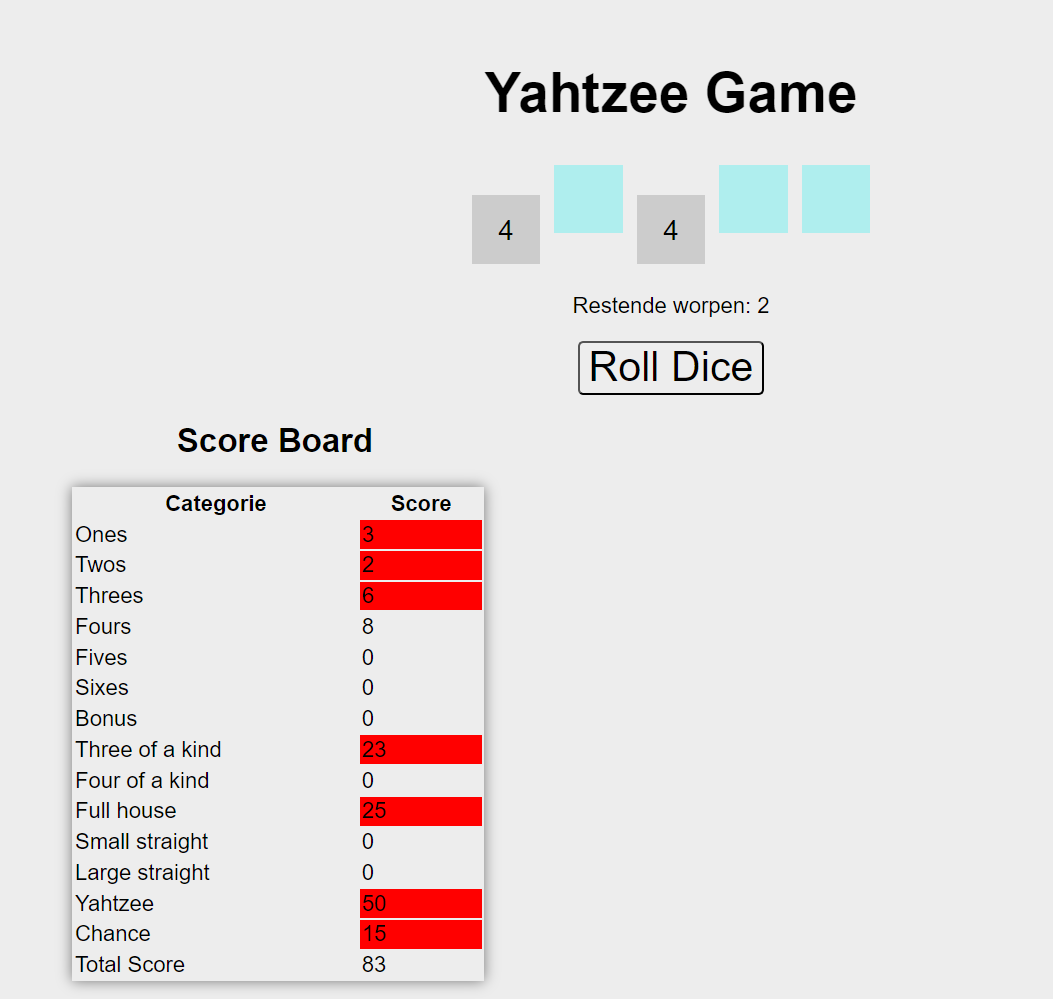 Yahtzee Game
4 4
Restende worpen: 2
Roll Dice
Score Board
Categorie Score
Ones 3
Twos 2
Threes 6
Fours 8
Fives 0
Sixes 0
Bonus 0
Three of a kind 23
Four of a kind 0
Full house 25
Small straight 0
Large straight 0
Yahtzee 50
Chance 15
Total Score 83